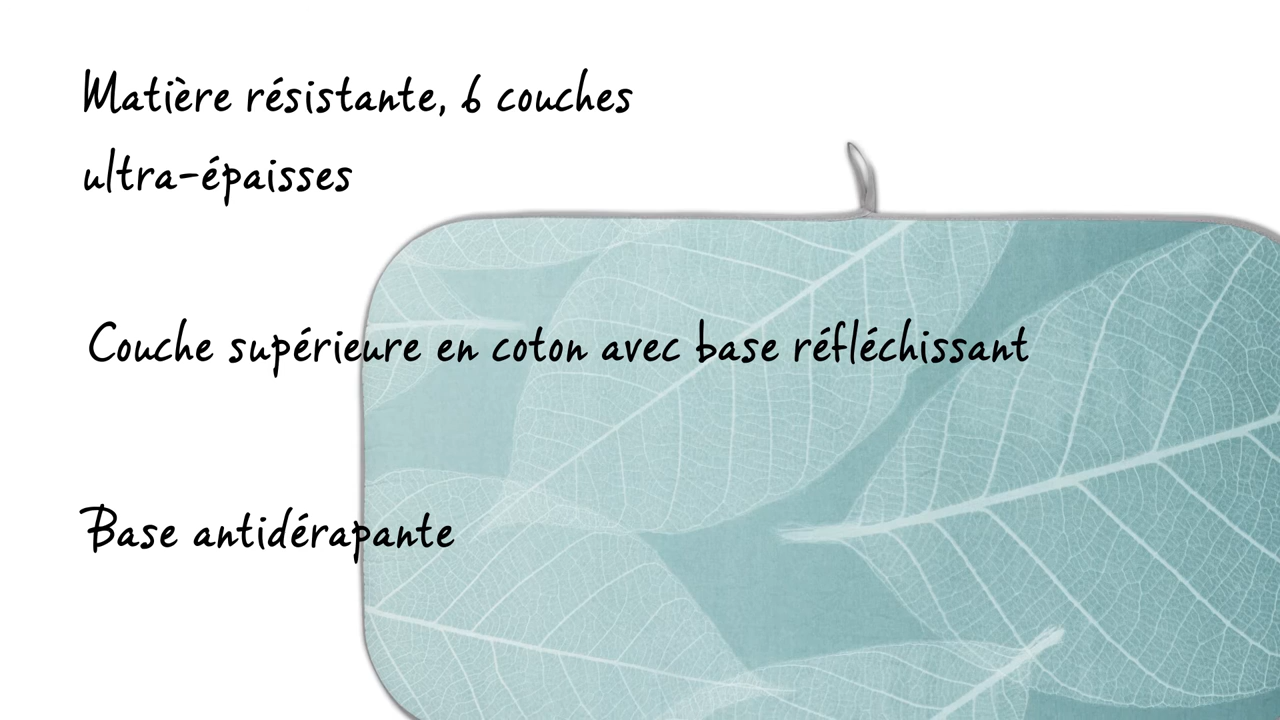 Matière résistante, 6 couches
ultra-épaisses
Couche supérieure en coton avec base réfléchissant
Base antidérapante